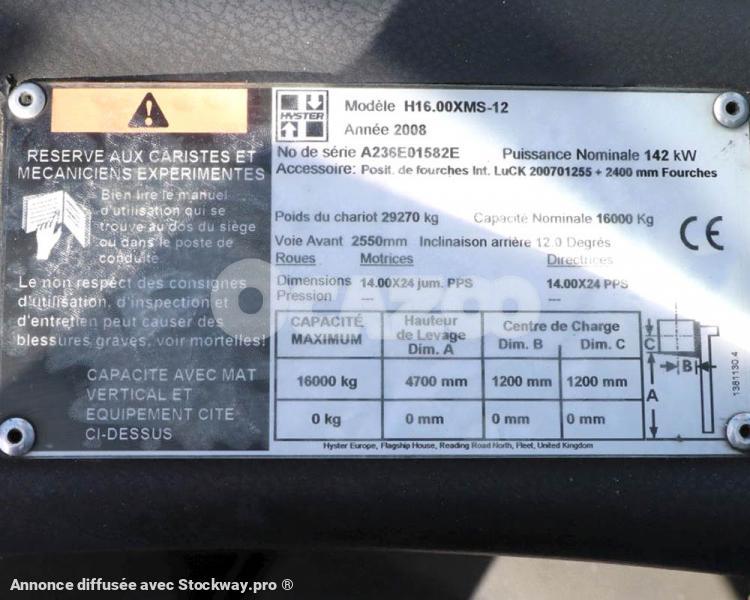 RESERVE AUX CARISTES ET
MECANICIENS EXPERIMENTES
Bien lire le manuel
d'utilisation qui se
trouve au dos du siège
ou dans le poste de
conduite.
Le non respect des consignes
d'utilisation, d'inspection et
d'entretien peut causer des
blessures graves, voir mortelles!
CAPACITE AVEC MAT
VERTICAL ET
EQUIPEMENT CITE
CI-DESSUS
HYSTER
Modèle H16.00XMS-12
Année 2008
No de série A236E01582E Puissance Nominale 142 kW
Accessoire: Posit. de fourches Int. LuCK 200701255 + 2400 mm Fourches
Poids du chariot 29270 kg Capacité Nominale 16000 Kg
Voie Avant 2550mm Inclinaison arrière 12.0 Degrés
Roues Motrices Directrices
Dimensions 14.00X24 jum. PPS 14.00X24 PPS
Pression --- ---
CAPACITÉ MAXIMUM Hauteur de Levage Dim. A Centre de Charge Dim. B Dim. C
16000 kg 4700 mm 1200 mm 1200 mm
0 kg 0 mm 0 mm 0 mm
Hyster Europe, Flagship House, Reading Road North, Fleet, United Kingdom
CE
C
B
A
1381130 4
Annonce diffusée avec Stockway.pro ®